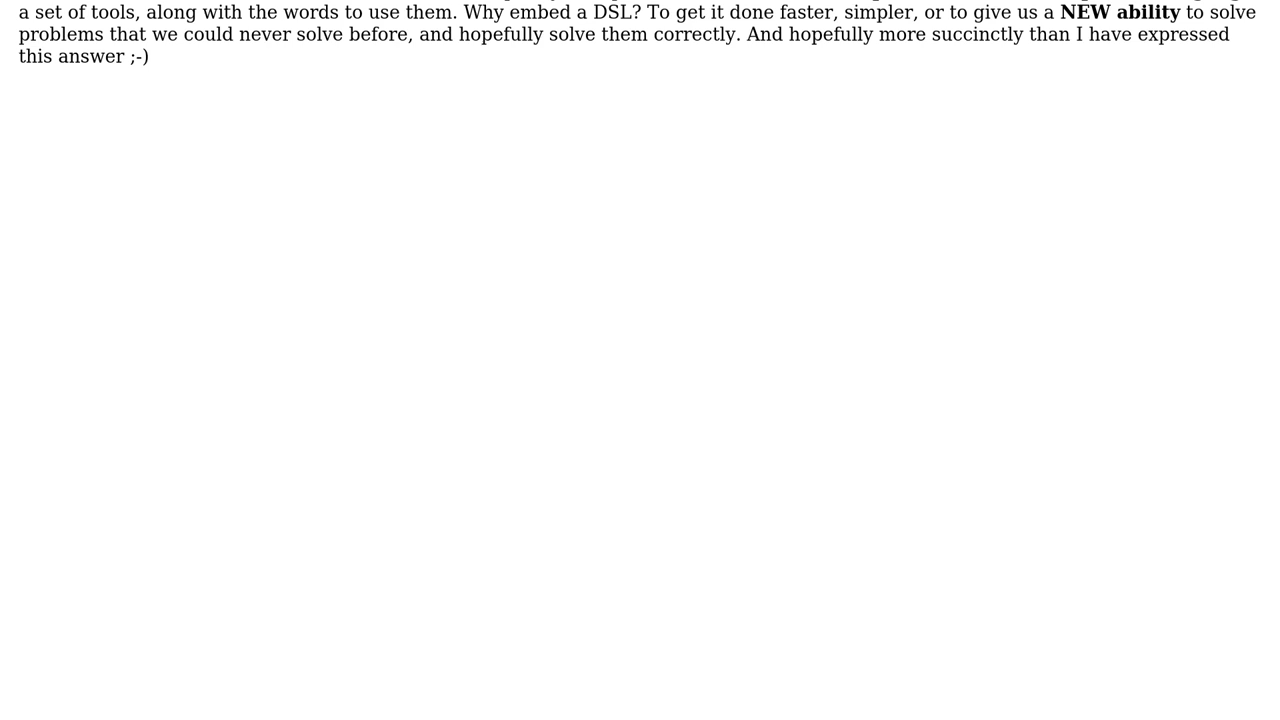 a set of tools, along with the words to use them. Why embed a DSL? To get it done faster, simpler, or to give us a NEW ability to solve
problems that we could never solve before, and hopefully solve them correctly. And hopefully more succinctly than I have expressed
this answer ;-)